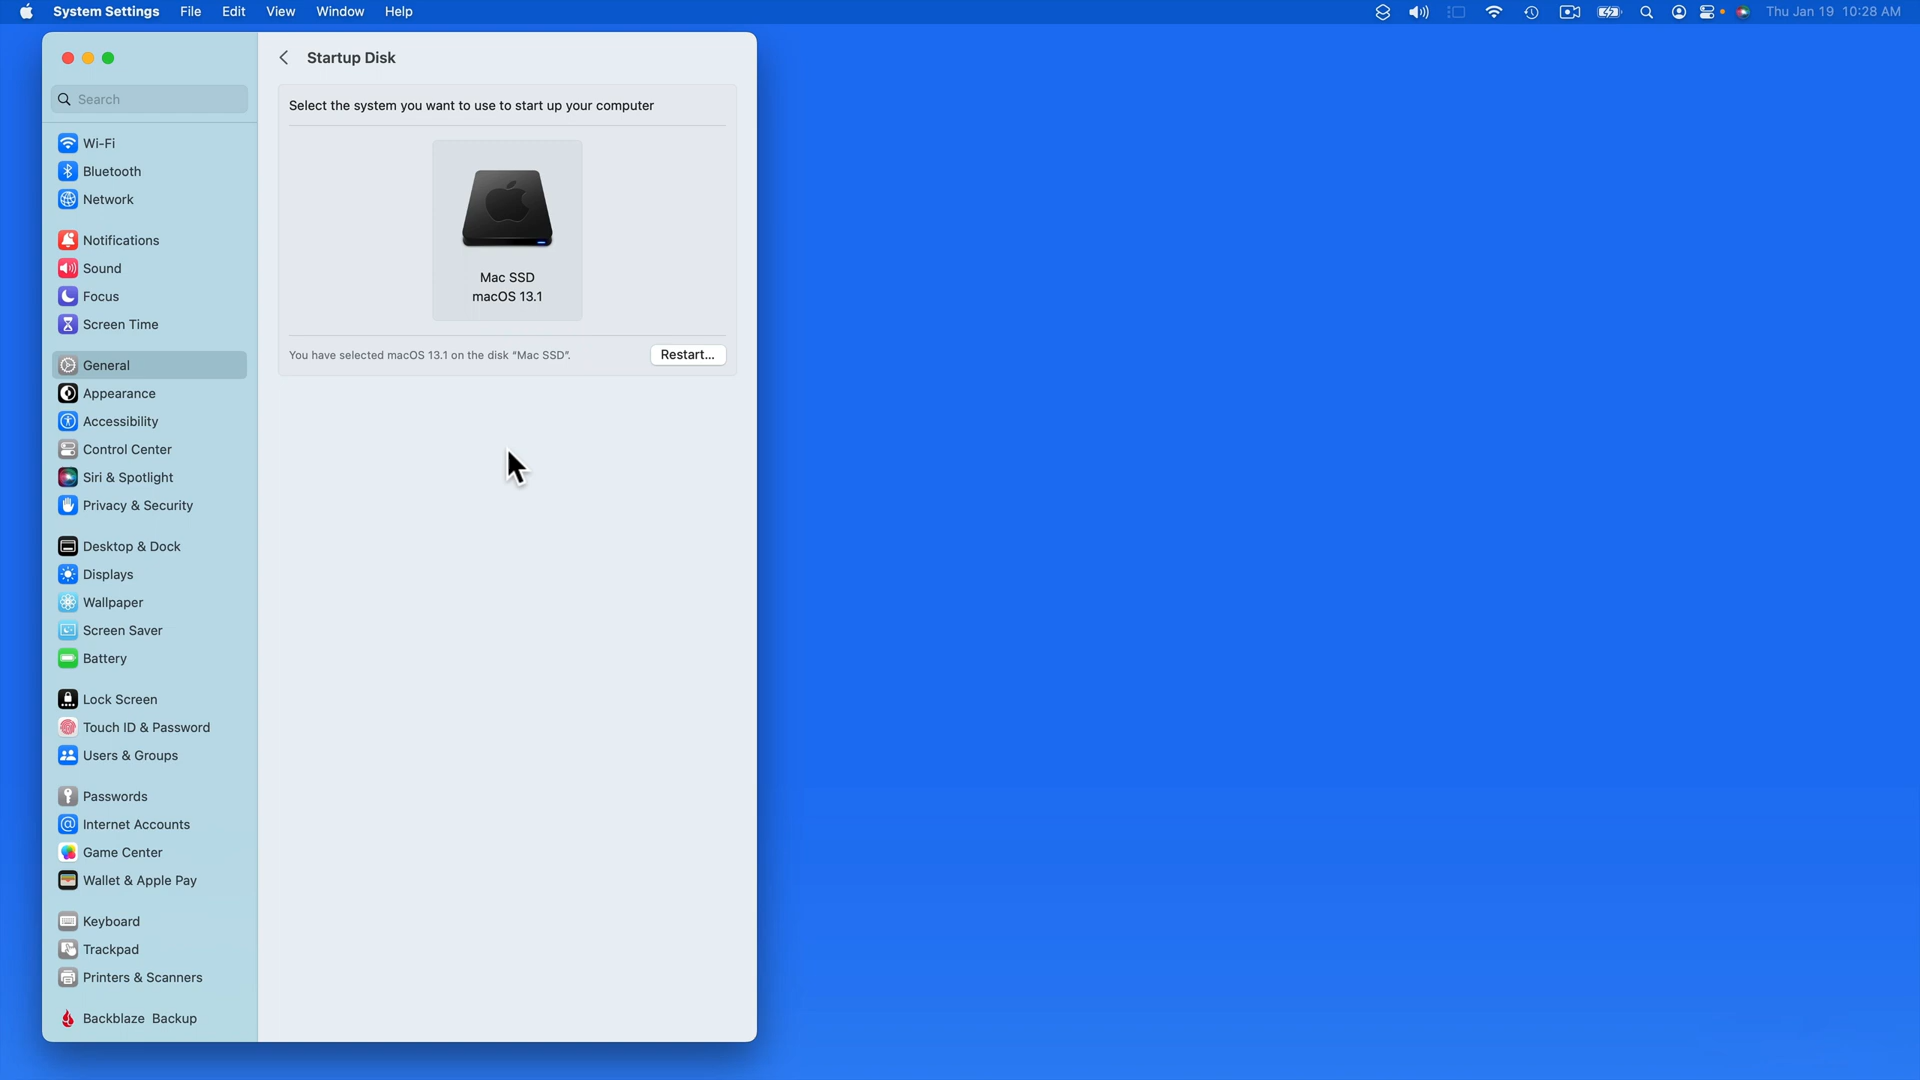 System Settings File Edit View Window Help Thu Jan 19 10:28 AM
Startup Disk
Search
Select the system you want to use to start up your computer
Mac SSD
macOS 13.1
You have selected macOS 13.1 on the disk “Mac SSD”.
Restart...
Wi-Fi
Bluetooth
Network
Notifications
Sound
Focus
Screen Time
General
Appearance
Accessibility
Control Center
Siri & Spotlight
Privacy & Security
Desktop & Dock
Displays
Wallpaper
Screen Saver
Battery
Lock Screen
Touch ID & Password
Users & Groups
Passwords
Internet Accounts
Game Center
Wallet & Apple Pay
Keyboard
Trackpad
Printers & Scanners
Backblaze Backup